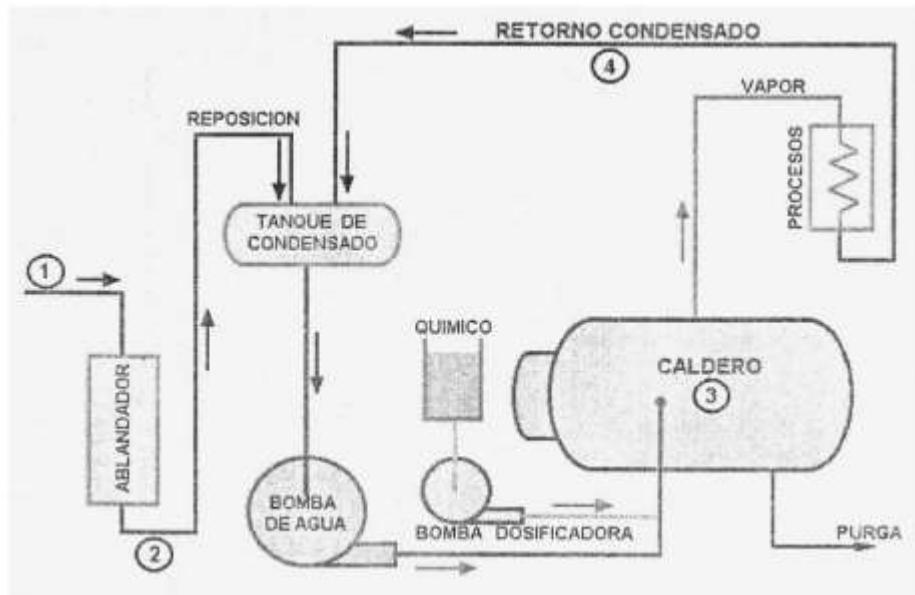 RETORNO CONDENSADO
4
VAPOR
REPOSICION
PROCESOS
TANQUE DE
CONDENSADO
1
QUIMICO
CALDERO
3
ABLANDADOR
BOMBA
DE AGUA
BOMBA DOSIFICADORA
2
PURGA